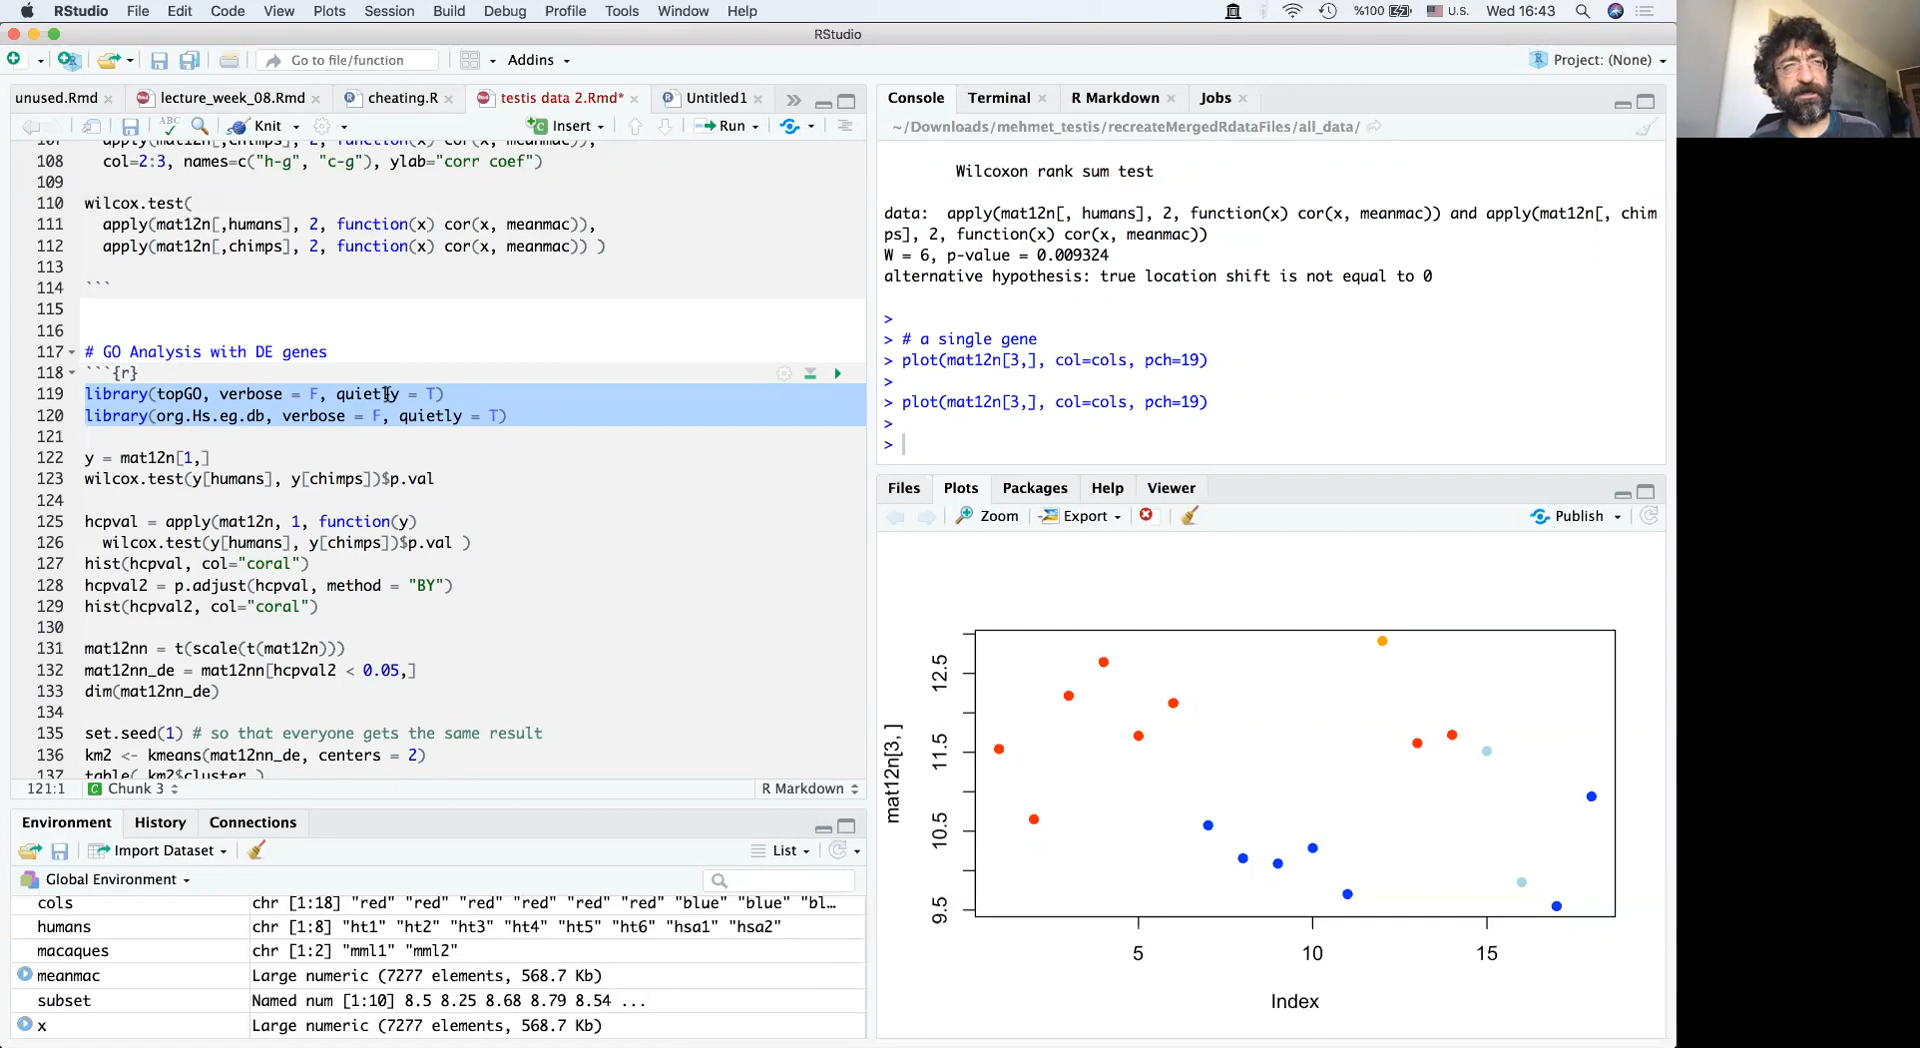 RStudio File Edit Code View Plots Session Build Debug Profile Tools Window Help
%100 U.S. Wed 16:43
RStudio
Go to file/function Addins Project: (None)
unused.Rmd lecture_week_08.Rmd cheating.R testis data 2.Rmd* Untitled1
ABC Knit Insert Run
107 apply(mat12n[,chimps], 2, function(x) cor(x, meanmac)),
108 col=2:3, names=c("h-g", "c-g"), ylab="corr coef")
109
110 wilcox.test(
111 apply(mat12n[,humans], 2, function(x) cor(x, meanmac)),
112 apply(mat12n[,chimps], 2, function(x) cor(x, meanmac)) )
113
114 ```
115
116
117 # GO Analysis with DE genes
118 ```{r}
119 library(topGO, verbose = F, quietly = T)
120 library(org.Hs.eg.db, verbose = F, quietly = T)
121
122 y = mat12n[1,]
123 wilcox.test(y[humans], y[chimps])$p.val
124
125 hcpval = apply(mat12n, 1, function(y)
126 wilcox.test(y[humans], y[chimps])$p.val )
127 hist(hcpval, col="coral")
128 hcpval2 = p.adjust(hcpval, method = "BY")
129 hist(hcpval2, col="coral")
130
131 mat12nn = t(scale(t(mat12n)))
132 mat12nn_de = mat12nn[hcpval2 < 0.05,]
133 dim(mat12nn_de)
134
135 set.seed(1) # so that everyone gets the same result
136 km2 <- kmeans(mat12nn_de, centers = 2)
137 table( km2$cluster )
121:1 Chunk 3 R Markdown
Environment History Connections
Import Dataset List
Global Environment
cols chr [1:18] "red" "red" "red" "red" "red" "red" "blue" "blue" "bl…
humans chr [1:8] "ht1" "ht2" "ht3" "ht4" "ht5" "ht6" "hsa1" "hsa2"
macaques chr [1:2] "mml1" "mml2"
meanmac Large numeric (7277 elements, 568.7 Kb)
subset Named num [1:10] 8.5 8.25 8.68 8.79 8.54 ...
x Large numeric (7277 elements, 568.7 Kb)
Console Terminal R Markdown Jobs
~/Downloads/mehmet_testis/recreateMergedRdataFiles/all_data/
Wilcoxon rank sum test
data: apply(mat12n[, humans], 2, function(x) cor(x, meanmac)) and apply(mat12n[, chim
ps], 2, function(x) cor(x, meanmac))
W = 6, p-value = 0.009324
alternative hypothesis: true location shift is not equal to 0
>
> # a single gene
> plot(mat12n[3,], col=cols, pch=19)
>
> plot(mat12n[3,], col=cols, pch=19)
>
>
Files Plots Packages Help Viewer
Zoom Export Publish
mat12n[3, ]
12.5
11.5
10.5
9.5
5 10 15
Index